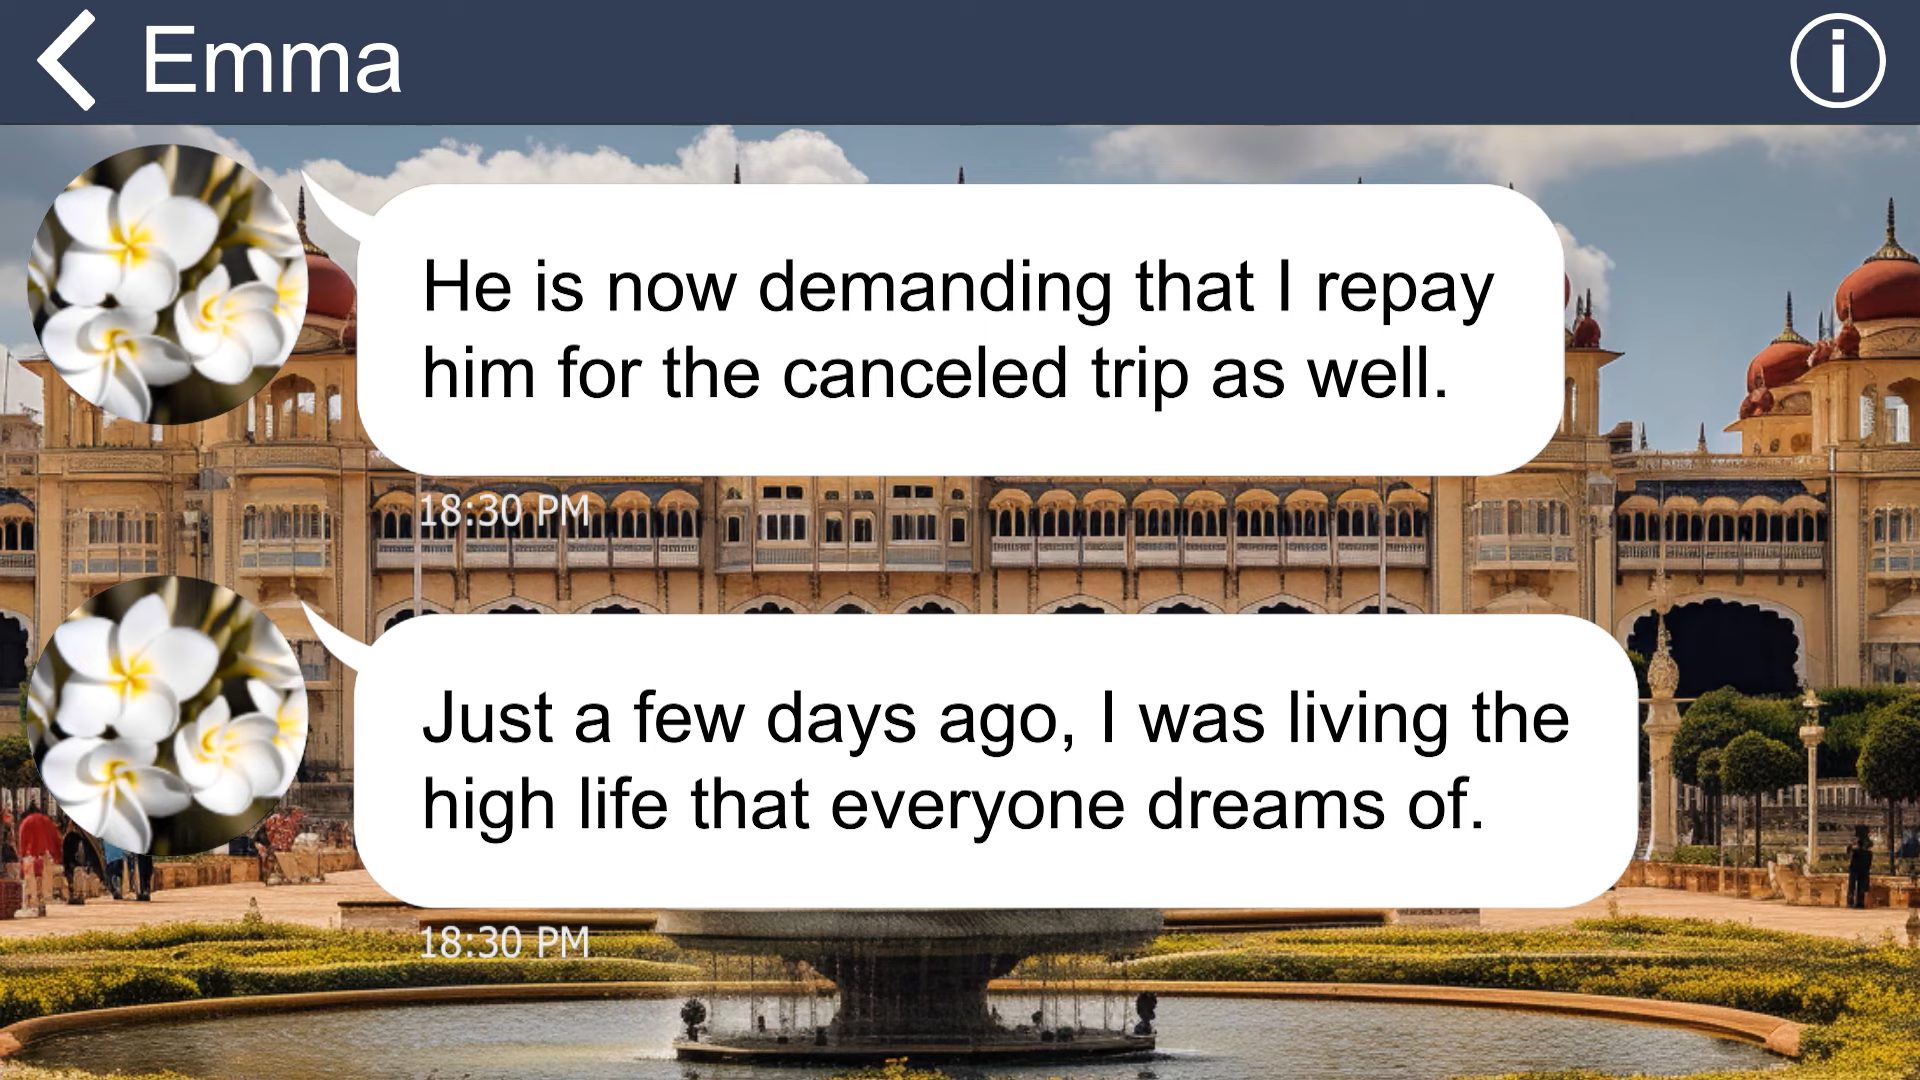 Emma
He is now demanding that I repay
him for the canceled trip as well.
18:30 PM
Just a few days ago, I was living the
high life that everyone dreams of.
18:30 PM